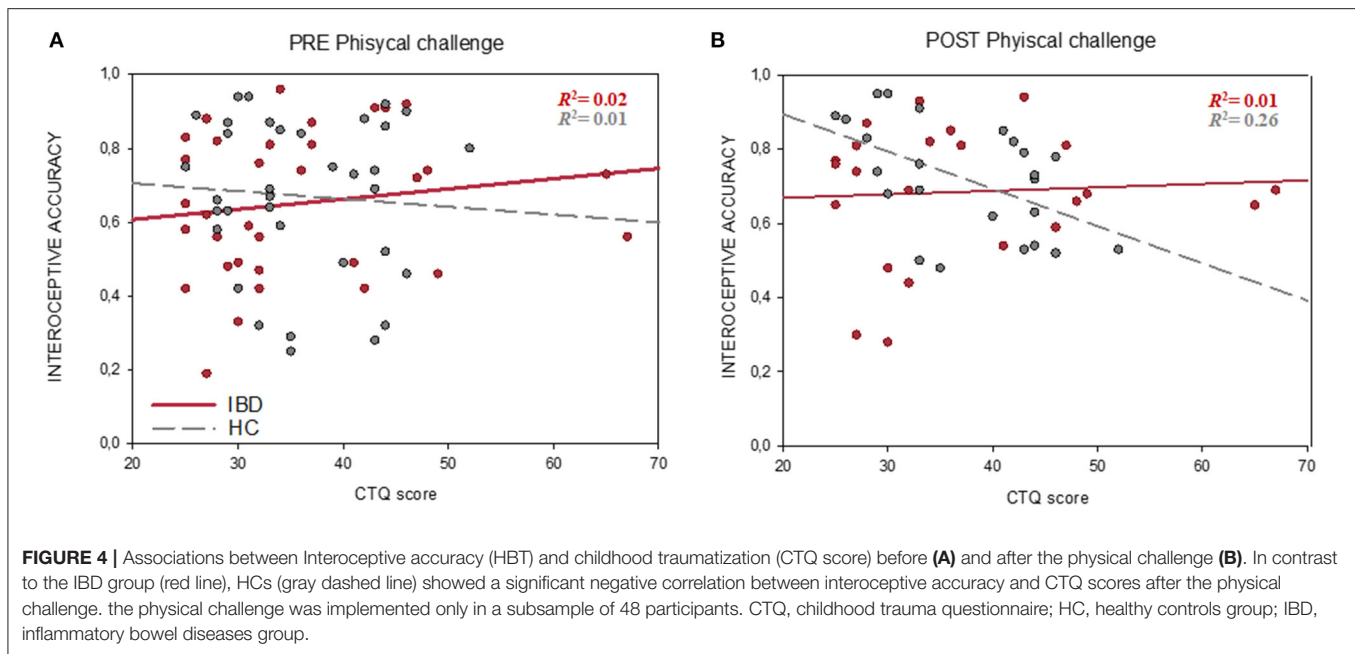 A
PRE Phisycal challenge
R²= 0.02
R²= 0.01
INTEROCEPTIVE ACCURACY
1,0
0,8
0,6
0,4
0,2
0,0
IBD
HC
20 30 40 50 60 70
CTQ score
B
POST Phyiscal challenge
R²= 0.01
R²= 0.26
INTEROCEPTIVE ACCURACY
1,0
0,8
0,6
0,4
0,2
0,0
20 30 40 50 60 70
CTQ score
FIGURE 4 | Associations between Interoceptive accuracy (HBT) and childhood traumatization (CTQ score) before (A) and after the physical challenge (B). In contrast
to the IBD group (red line), HCs (gray dashed line) showed a significant negative correlation between interoceptive accuracy and CTQ scores after the physical
challenge. the physical challenge was implemented only in a subsample of 48 participants. CTQ, childhood trauma questionnaire; HC, healthy controls group; IBD,
inflammatory bowel diseases group.